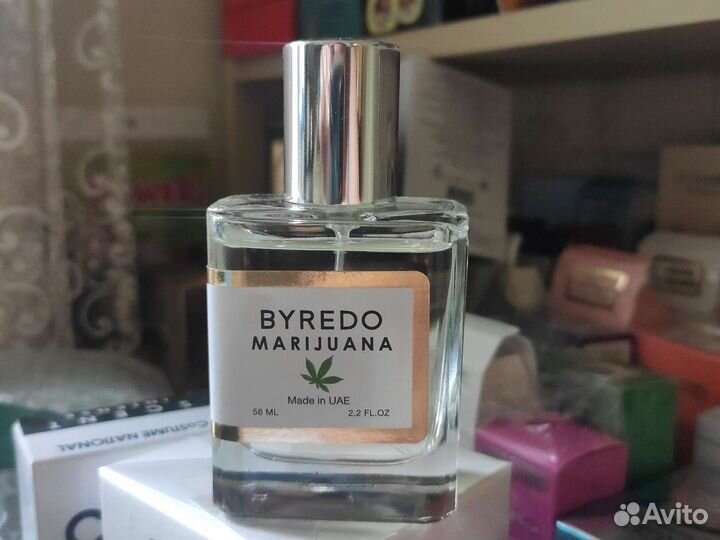 BYREDO
MARIJUANA
Made in UAE
58 ML 2.2 FL.OZ
COSTUME NATIONAL
Avito